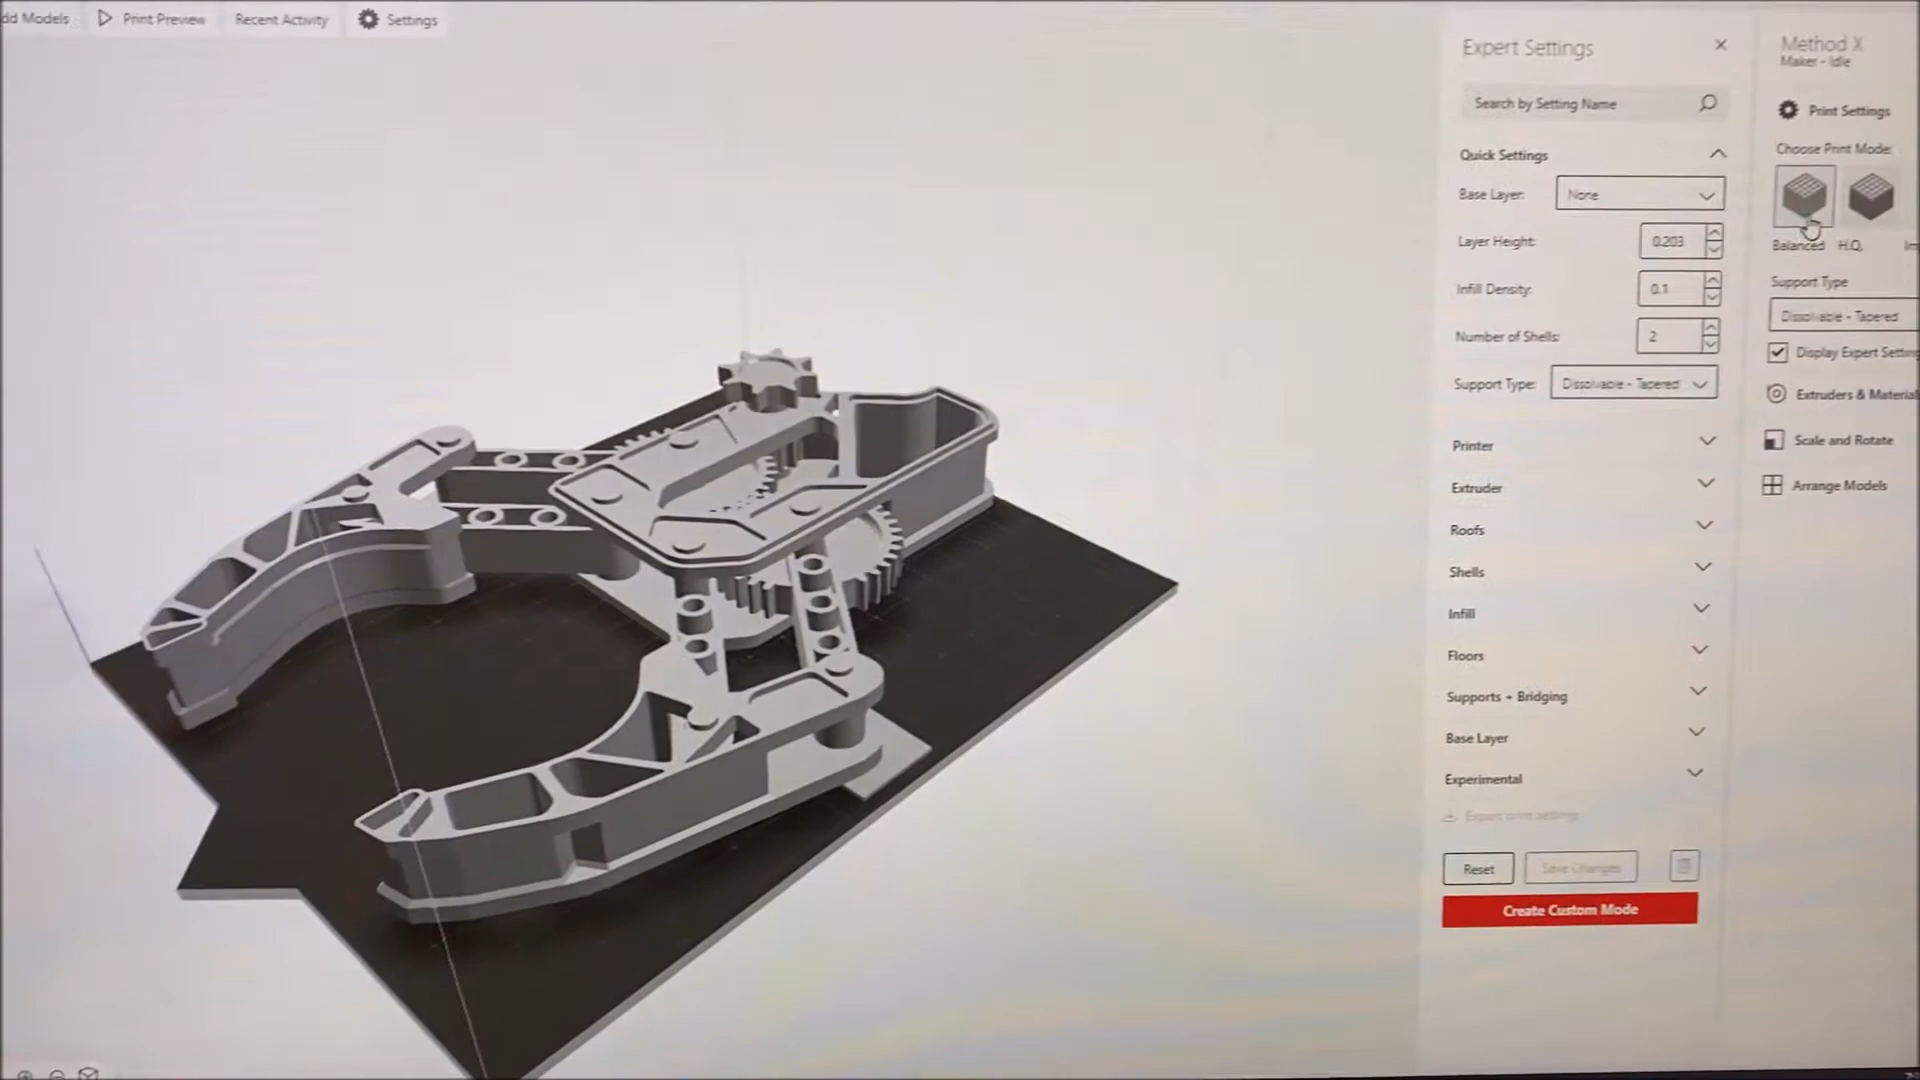 dd Models
Print Preview
Recent Activity
Settings
Expert Settings
Search by Setting Name
Quick Settings
Base Layer:
None
Layer Height:
0.203
Infill Density:
0.1
Number of Shells:
2
Support Type:
Dissolvable - Tapered
Printer
Extruder
Roofs
Shells
Infill
Floors
Supports + Bridging
Base Layer
Experimental
Export print settings
Reset
Save Changes
Create Custom Mode
Method X
Maker - Idle
Print Settings
Choose Print Mode:
Balanced
H.Q.
Support Type
Dissolvable - Tapered
Display Expert Setting
Extruders & Material
Scale and Rotate
Arrange Models